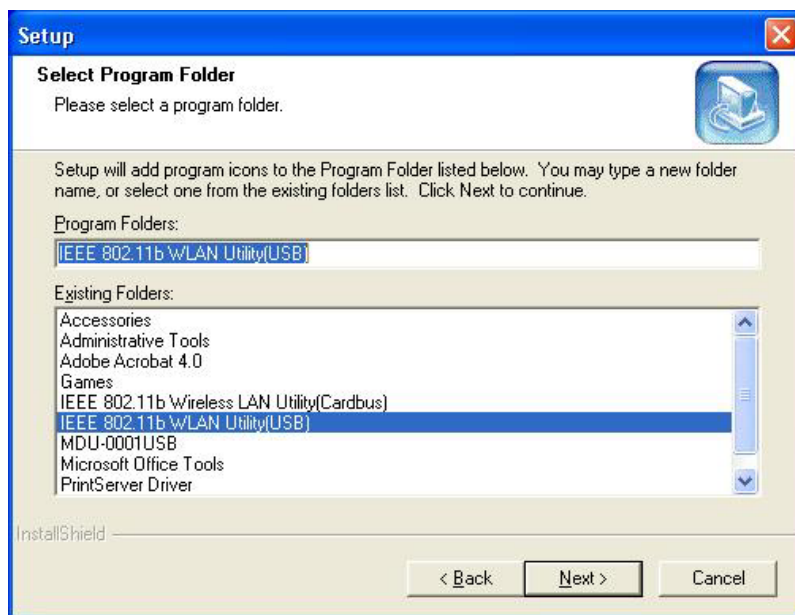 Setup
Select Program Folder
Please select a program folder.
Setup will add program icons to the Program Folder listed below. You may type a new folder
name, or select one from the existing folders list. Click Next to continue.
Program Folders:
IEEE 802.11b WLAN Utility(USB)
Existing Folders:
Accessories
Administrative Tools
Adobe Acrobat 4.0
Games
IEEE 802.11b Wireless LAN Utility(Cardbus)
IEEE 802.11b WLAN Utility(USB)
MDU-0001USB
Microsoft Office Tools
PrintServer Driver
InstallShield
< Back Next > Cancel